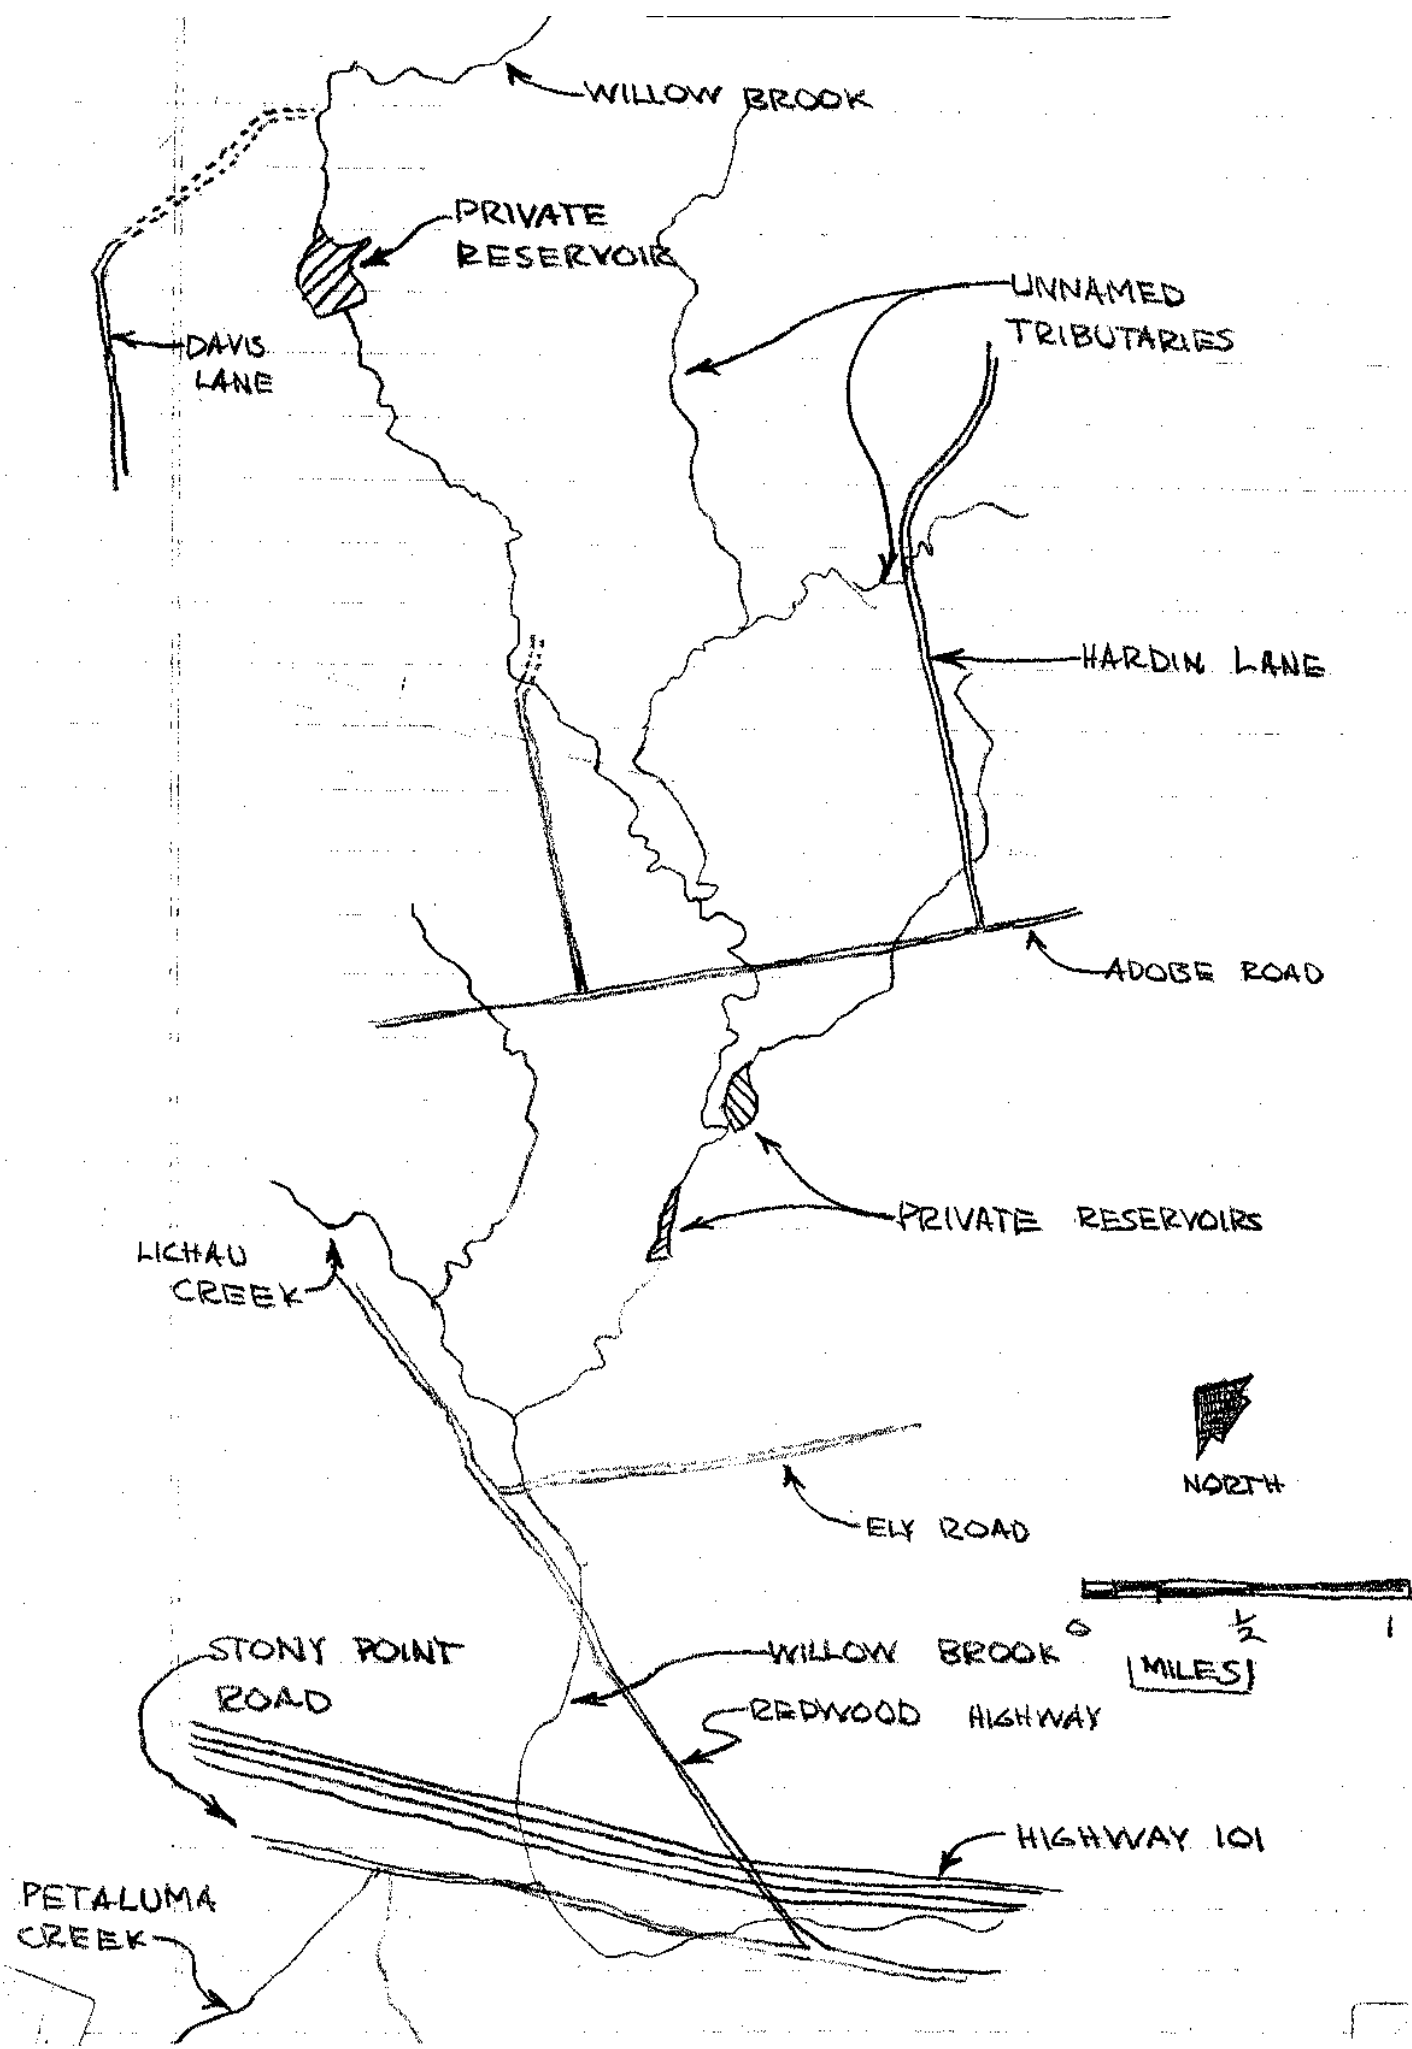 WILLOW BROOK
PRIVATE
RESERVOIR
UNNAMED
TRIBUTARIES
DAVIS
LANE
HARDIN LANE
ADOBE ROAD
PRIVATE RESERVOIRS
LICHAU
CREEK
NORTH
ELY ROAD
0 1/2 1
MILES
STONY POINT
ROAD
WILLOW BROOK
REDWOOD HIGHWAY
HIGHWAY 101
PETALUMA
CREEK